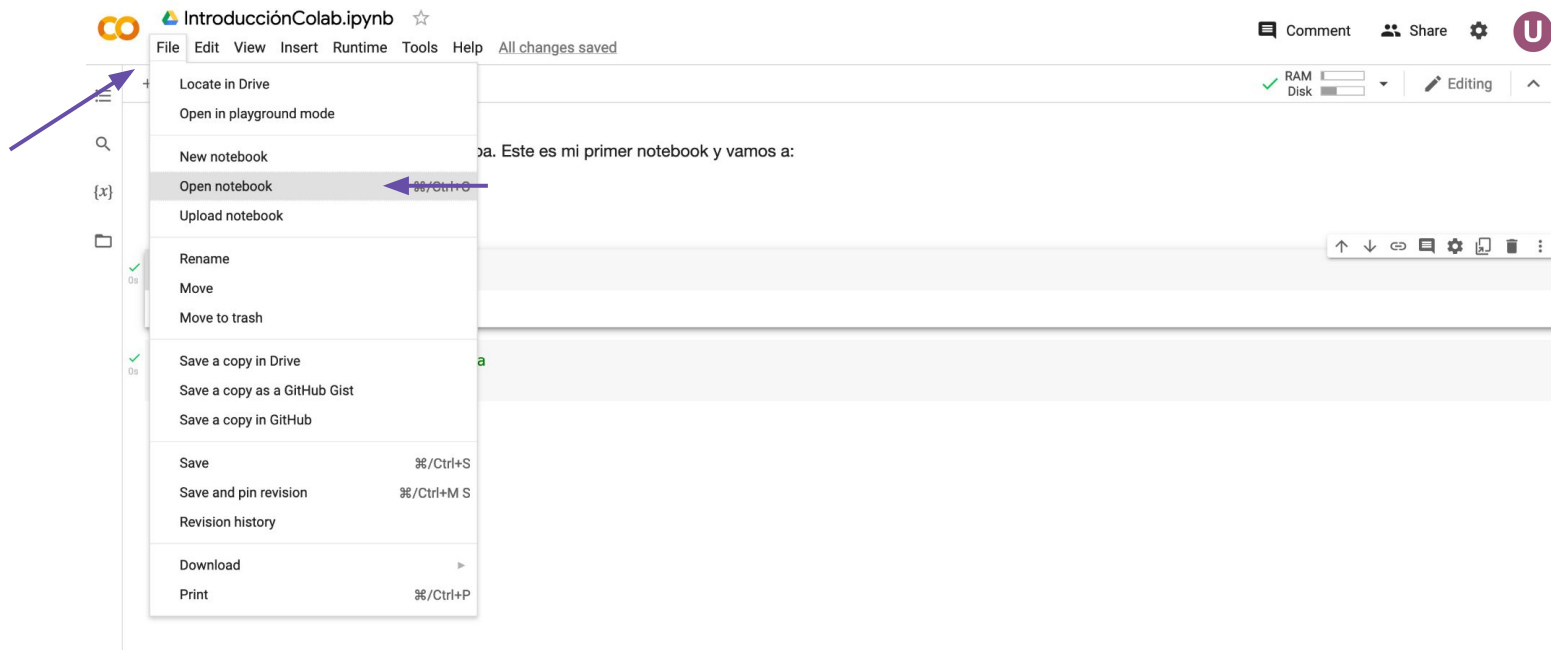 IntroducciónColab.ipynb
File Edit View Insert Runtime Tools Help All changes saved
Comment Share U
RAM
Disk
Editing
Locate in Drive
Open in playground mode
New notebook
Open notebook ⌘/Ctrl+O
Upload notebook
Rename
Move
Move to trash
Save a copy in Drive
Save a copy as a GitHub Gist
Save a copy in GitHub
Save ⌘/Ctrl+S
Save and pin revision ⌘/Ctrl+M S
Revision history
Download
Print ⌘/Ctrl+P
{x}
Este es mi primer notebook y vamos a:
0s
0s
a